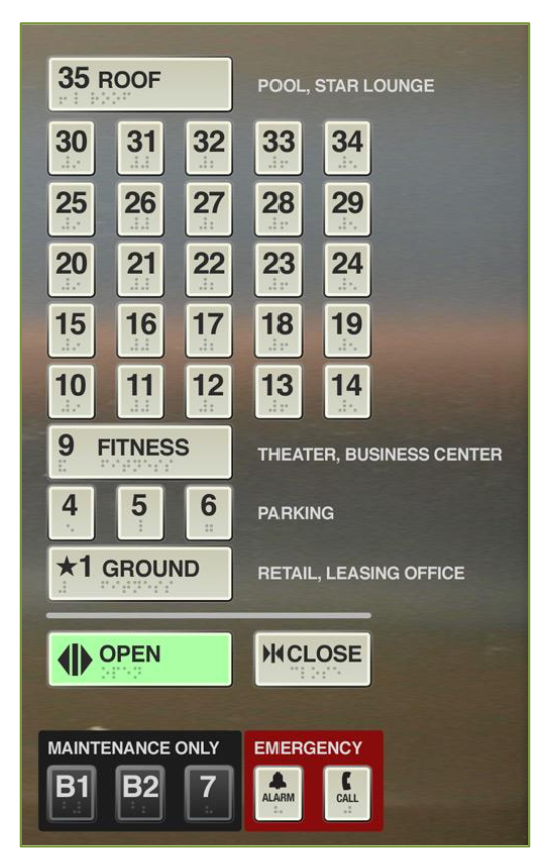 35 ROOF POOL, STAR LOUNGE
30 31 32 33 34
25 26 27 28 29
20 21 22 23 24
15 16 17 18 19
10 11 12 13 14
9 FITNESS THEATER, BUSINESS CENTER
4 5 6 PARKING
★1 GROUND RETAIL, LEASING OFFICE
OPEN CLOSE
MAINTENANCE ONLY EMERGENCY
B1 B2 7 ALARM CALL